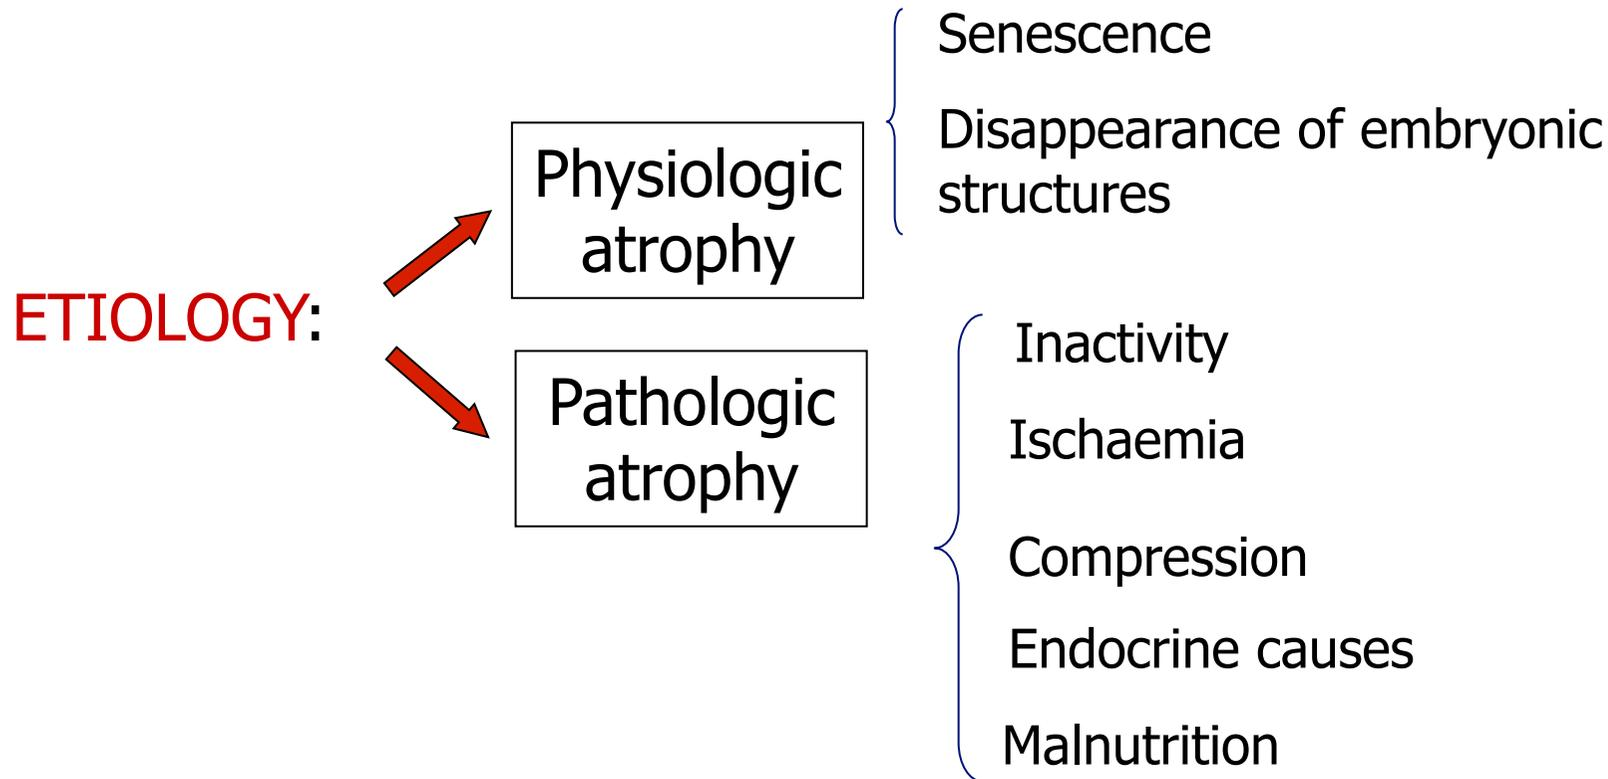 ETIOLOGY:
Physiologic
atrophy
Senescence
Disappearance of embryonic
structures
Pathologic
atrophy
Inactivity
Ischaemia
Compression
Endocrine causes
Malnutrition